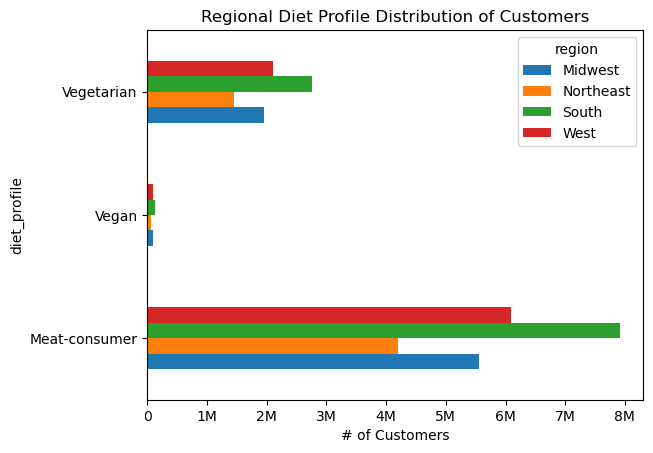 Regional Diet Profile Distribution of Customers
region
Midwest
Northeast
South
West
diet_profile
Vegetarian
Vegan
Meat-consumer
0 1M 2M 3M 4M 5M 6M 7M 8M
# of Customers